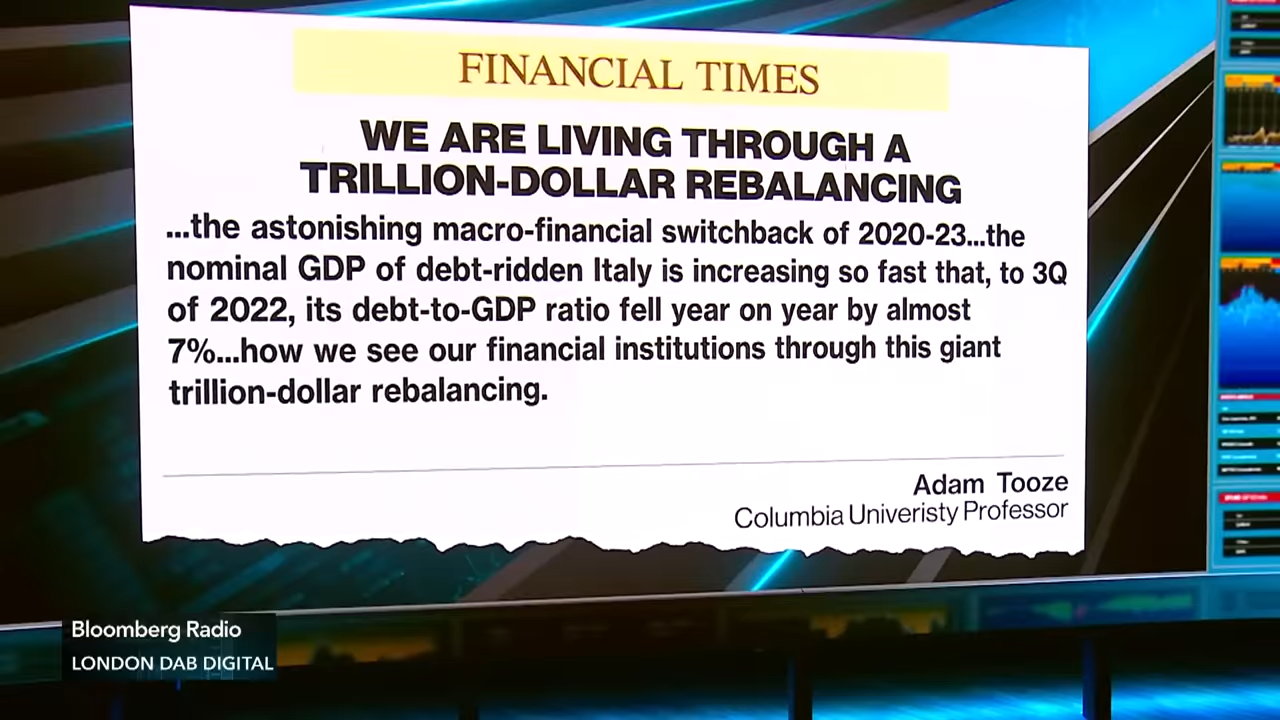 FINANCIAL TIMES
WE ARE LIVING THROUGH A
TRILLION-DOLLAR REBALANCING
...the astonishing macro-financial switchback of 2020-23...the
nominal GDP of debt-ridden Italy is increasing so fast that, to 3Q
of 2022, its debt-to-GDP ratio fell year on year by almost
7%...how we see our financial institutions through this giant
trillion-dollar rebalancing.
Adam Tooze
Columbia Univeristy Professor
Bloomberg Radio
LONDON DAB DIGITAL